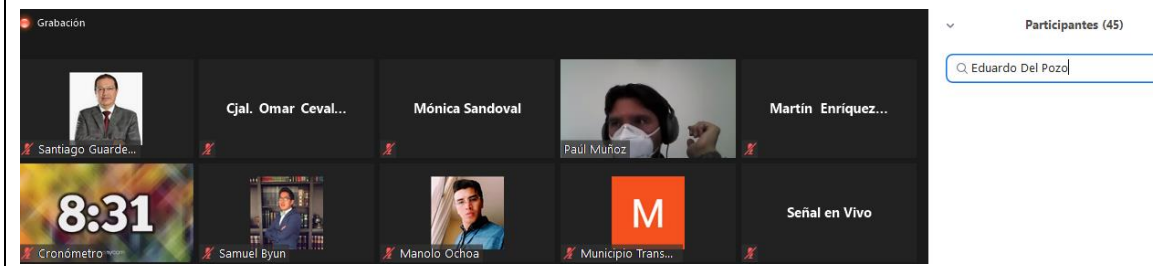 Grabación
Participantes (45)
Eduardo Del Pozo
Cjal. Omar Ceval...
Mónica Sandoval
Martín Enríquez...
Santiago Guarde...
Paúl Muñoz
8:31
M
Señal en Vivo
Cronómetro
Samuel Byun
Manolo Ochoa
Municipio Trans...